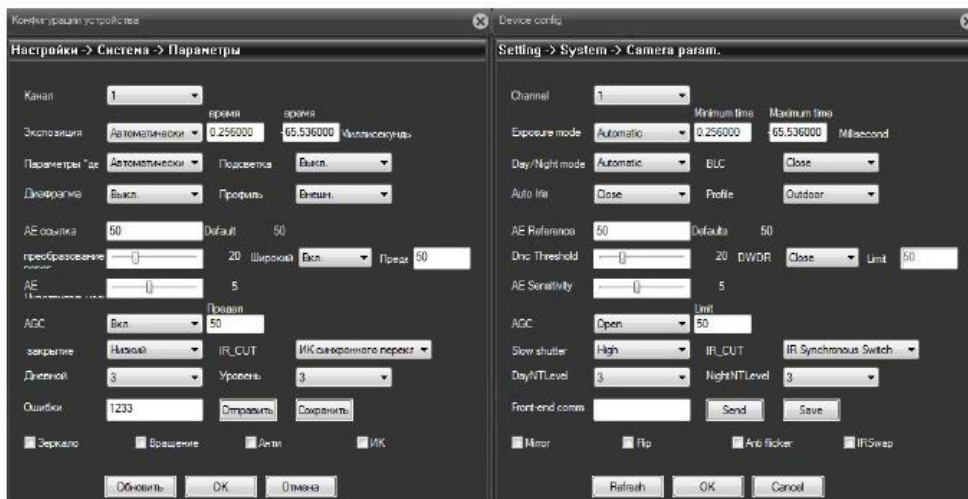 Конфигурации устройства
Настройки -> Система -> Параметры
Канал 1
время время
Экспозиция Автоматически 0.256000 -65.536000 Миллисекундь
Параметры "де Автоматически Подсветка Выкл.
Диафрагма Выкл. Профиль Внешн.
AE ссылка 50 Default 50
преобразование 20 Широкий Вкл. Преде 50
AE 5
Предел
AGC Вкл. 50
закрытие Низкий IR_CUT ИК синхронного перекл
Дневной 3 Уровень 3
Ошибки 1233 Отправить Сохранить
Зеркало Вращение Анти ИК
Обновить OK Отмена
Device config
Setting -> System -> Camera param.
Channel 1
Minimum time Maximum time
Exposure mode Automatic 0.256000 -65.536000 Millisecond
Day/Night mode Automatic BLC Close
Auto Iris Close Profile Outdoor
AE Reference 50 Defaults 50
Dnc Threshold 20 DWDR Close Limit 50
AE Sensitivity 5
Limit
AGC Open 50
Slow shutter High IR_CUT IR Synchronous Switch
DayNTLevel 3 NightNTLevel 3
Front-end comm Send Save
Mirror Flip Anti flicker IRSwap
Refresh OK Cancel